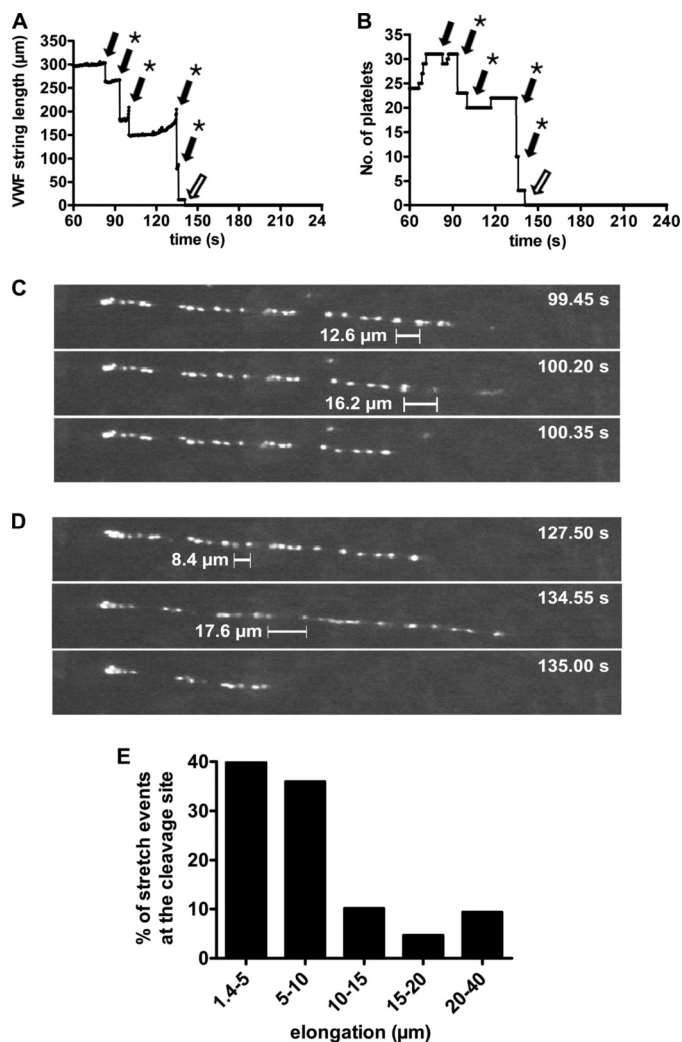 A
VWF string length (µm)
350
300
250
200
150
100
50
0
60 90 120 150 180 210 24
time (s)
* * * *
B
No. of platelets
35
30
25
20
15
10
5
0
60 90 120 150 180 210 240
time (s)
* * * *
C
99.45 s
12.6 µm
100.20 s
16.2 µm
100.35 s
D
127.50 s
8.4 µm
134.55 s
17.6 µm
135.00 s
E
% of stretch events
at the cleavage site
40
30
20
10
0
1.4-5 5-10 10-15 15-20 20-40
elongation (µm)